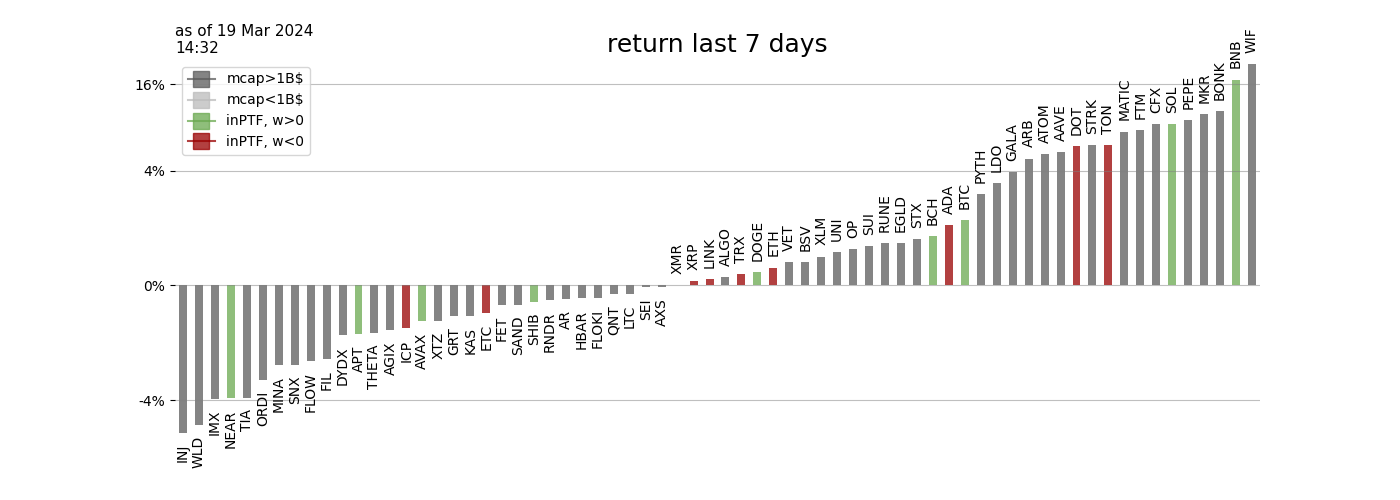 as of 19 Mar 2024
14:32
return last 7 days
mcap>1B$
mcap<1B$
inPTF, w>0
inPTF, w<0
16%
4%
0%
-4%
INJ
WLD
IMX
NEAR
TIA
ORDI
MINA
SNX
FLOW
FIL
DYDX
APT
THETA
AGIX
ICP
AVAX
XTZ
GRT
KAS
ETC
FET
SAND
SHIB
RNDR
AR
HBAR
FLOKI
QNT
LTC
SEI
AXS
XMR
XRP
LINK
ALGO
TRX
DOGE
ETH
VET
BSV
XLM
UNI
OP
SUI
RUNE
EGLD
STX
BCH
ADA
BTC
PYTH
LDO
GALA
ARB
ATOM
AAVE
DOT
STRK
TON
MATIC
FTM
CFX
SOL
PEPE
MKR
BONK
BNB
WIF